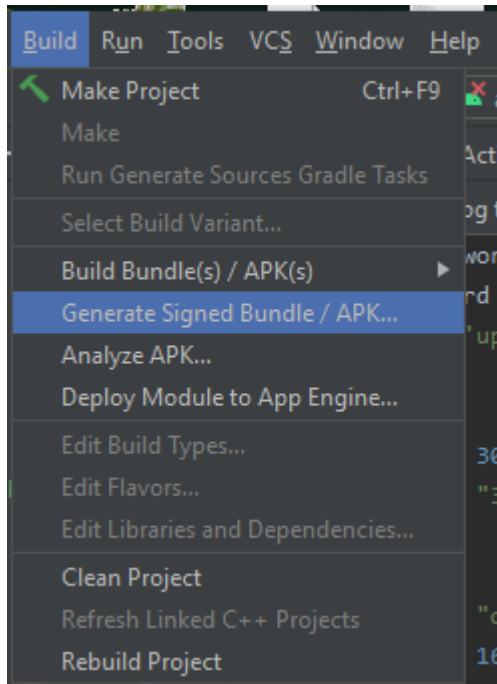 Build Run Tools VCS Window Help
Make Project Ctrl+F9
Make
Run Generate Sources Gradle Tasks
Select Build Variant...
Build Bundle(s) / APK(s)
Generate Signed Bundle / APK...
Analyze APK...
Deploy Module to App Engine...
Edit Build Types...
Edit Flavors...
Edit Libraries and Dependencies...
Clean Project
Refresh Linked C++ Projects
Rebuild Project